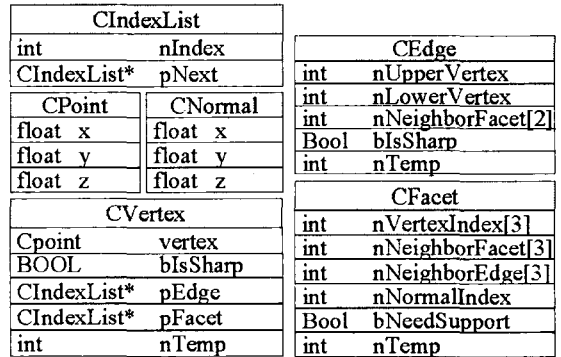 CIndexList
int nIndex
CIndexList* pNext
CPoint
float x
float y
float z
CNormal
float x
float y
float z
CVertex
Cpoint vertex
BOOL bIsSharp
CIndexList* pEdge
CIndexList* pFacet
int nTemp
CEdge
int nUpperVertex
int nLowerVertex
int nNeighborFacet[2]
Bool bIsSharp
int nTemp
CFacet
int nVertexIndex[3]
int nNeighborFacet[3]
int nNeighborEdge[3]
int nNormalIndex
Bool bNeedSupport
int nTemp